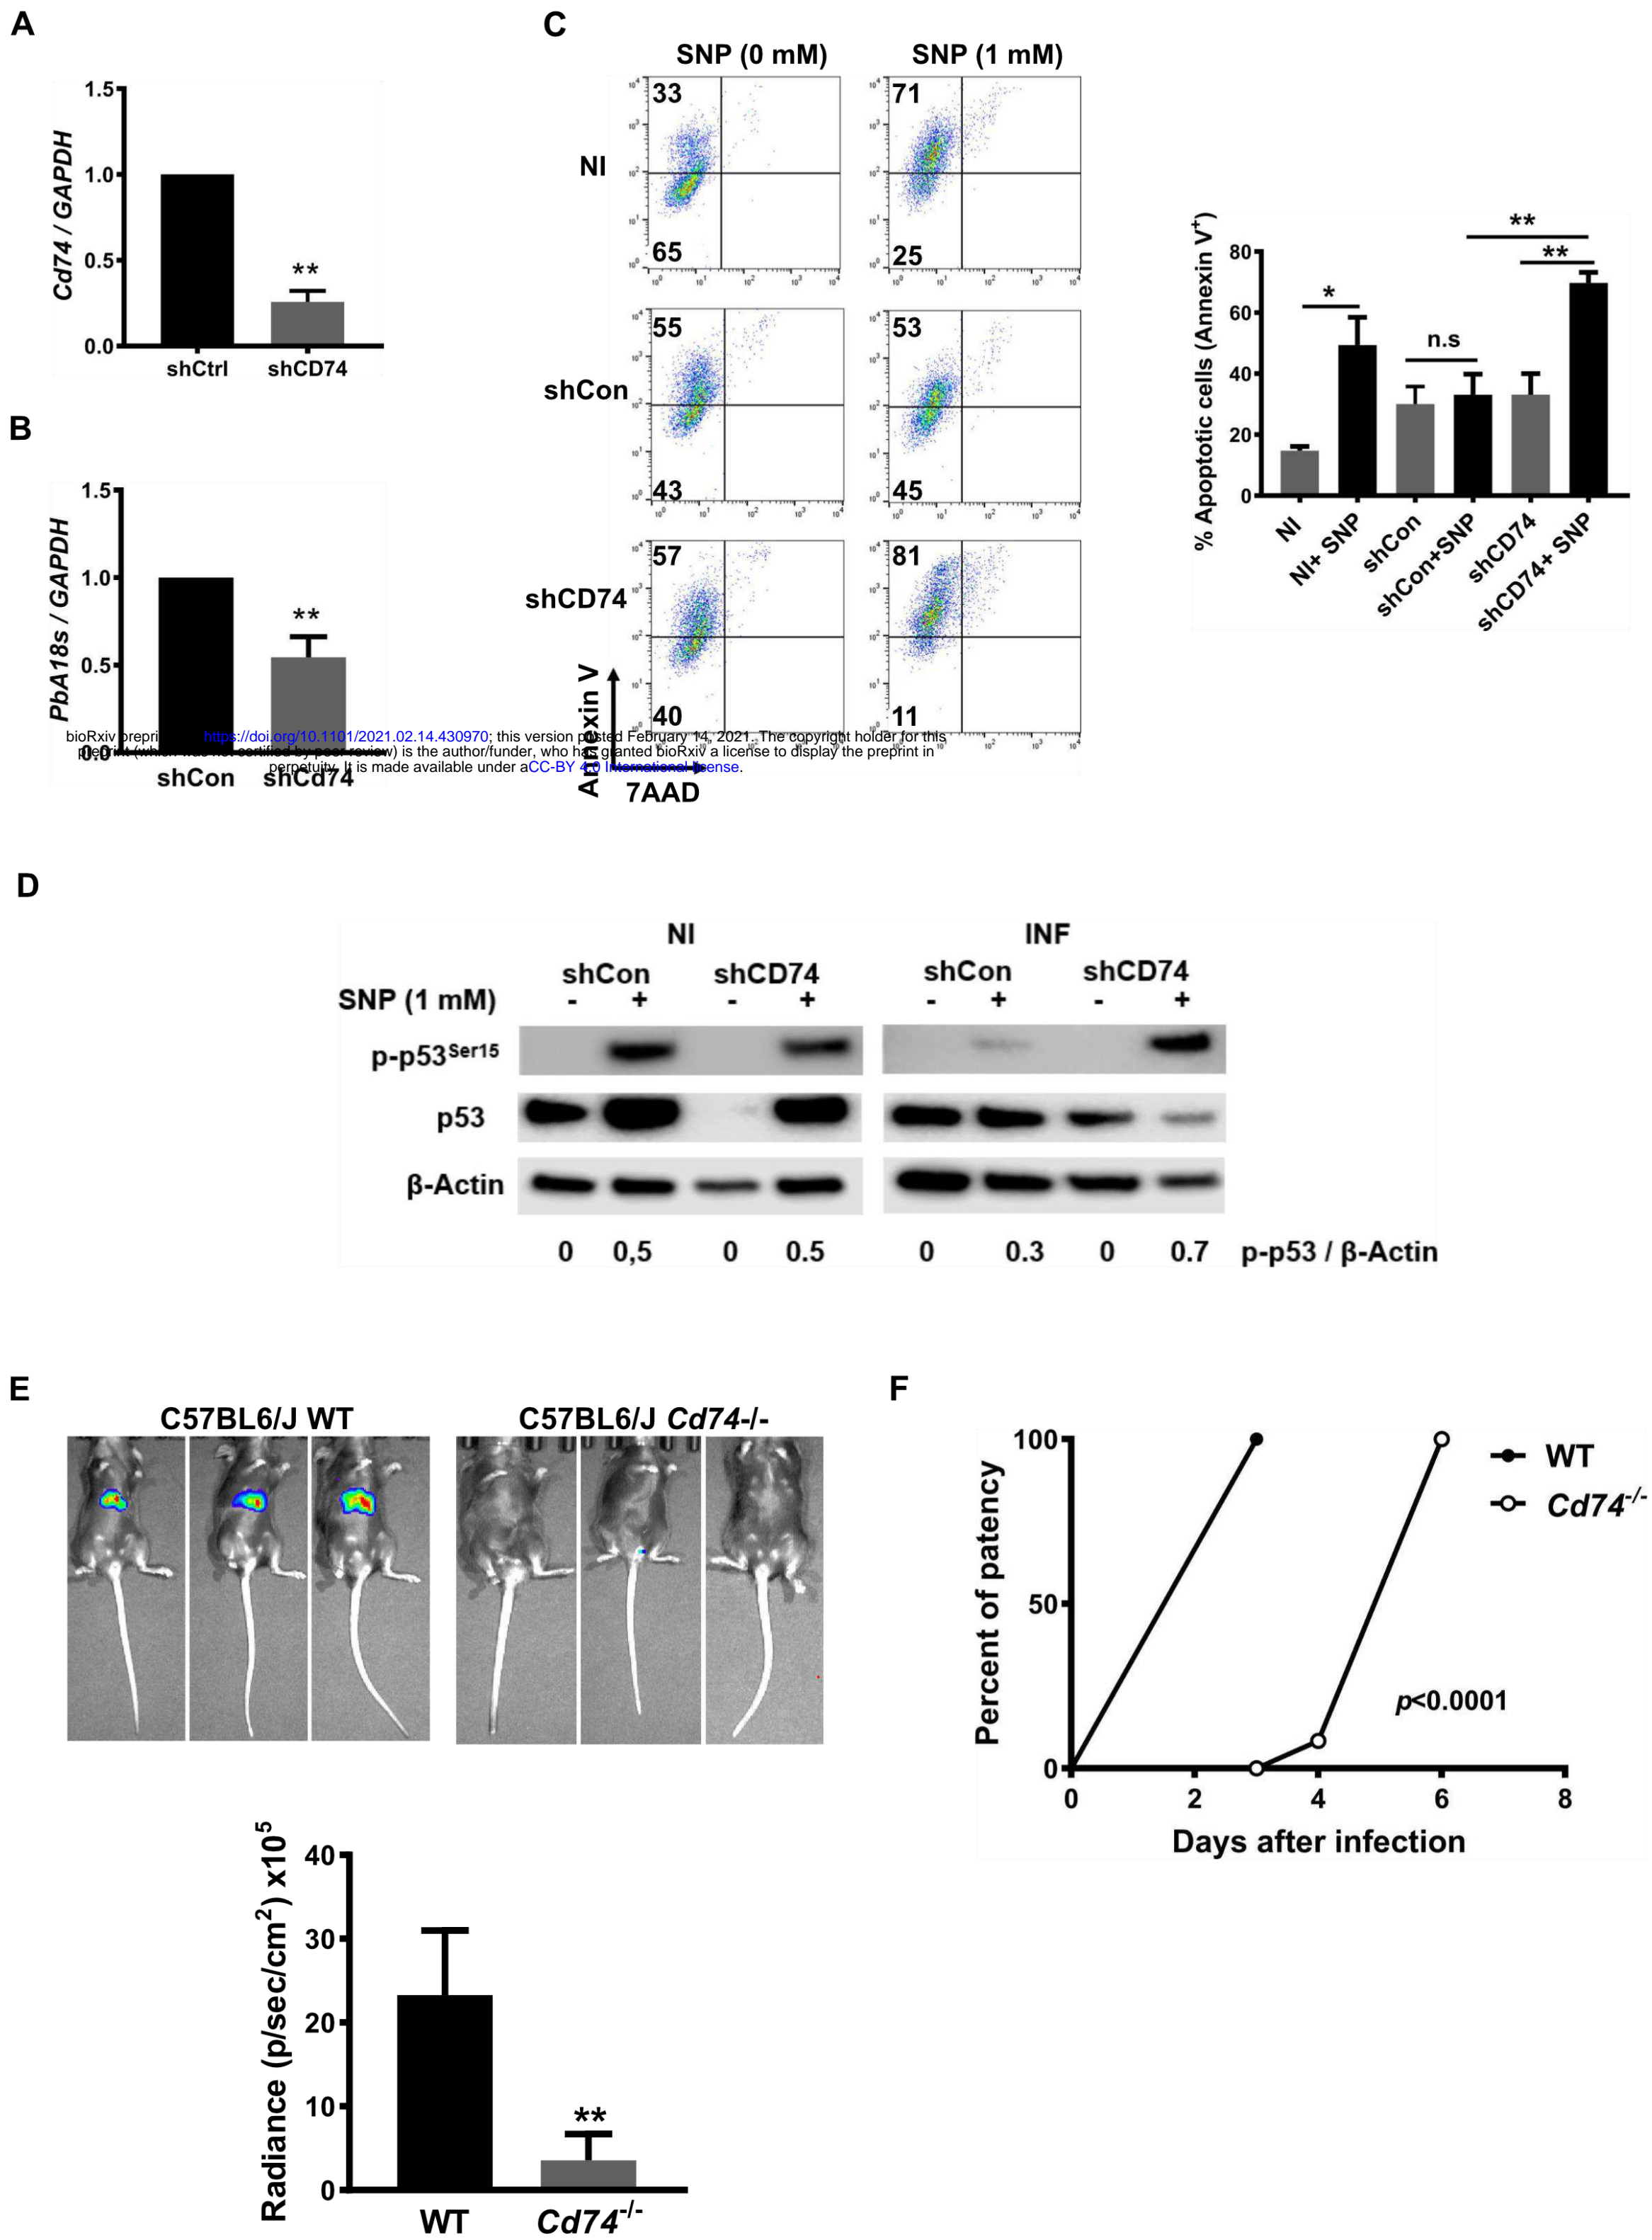 A
Cd74 / GAPDH
1.5
1.0
0.5
0.0
**
shCtrl shCD74
B
PbA18s / GAPDH
1.5
1.0
0.5
0.0
**
shCon shCd74
C
SNP (0 mM) SNP (1 mM)
NI
33
65
71
25
shCon
55
43
53
45
shCD74
57
40
81
11
Annexin V
7AAD
10⁰ 10¹ 10² 10³ 10⁴
% Apoptotic cells (Annexin V⁺)
80
60
40
20
0
*
n.s
**
**
NI
NI+ SNP
shCon
shCon+SNP
shCD74
shCD74+ SNP
https://doi.org/10.1101/2021.02.14.430970; this version posted February 14, 2021. The copyright holder for this
preprint (which was not certified by peer review) is the author/funder, who has granted bioRxiv a license to display the preprint in
perpetuity. It is made available under aCC-BY 4.0 International license.
D
NI INF
shCon shCD74 shCon shCD74
SNP (1 mM) - + - + - + - +
p-p53Ser15
p53
β-Actin
0 0,5 0 0.5 0 0.3 0 0.7 p-p53 / β-Actin
E
C57BL6/J WT C57BL6/J Cd74-/-
Radiance (p/sec/cm²) x10⁵
40
30
20
10
0
**
WT Cd74-/-
F
Percent of patency
100
50
0
0 2 4 6 8
Days after infection
WT
Cd74-/-
p<0.0001